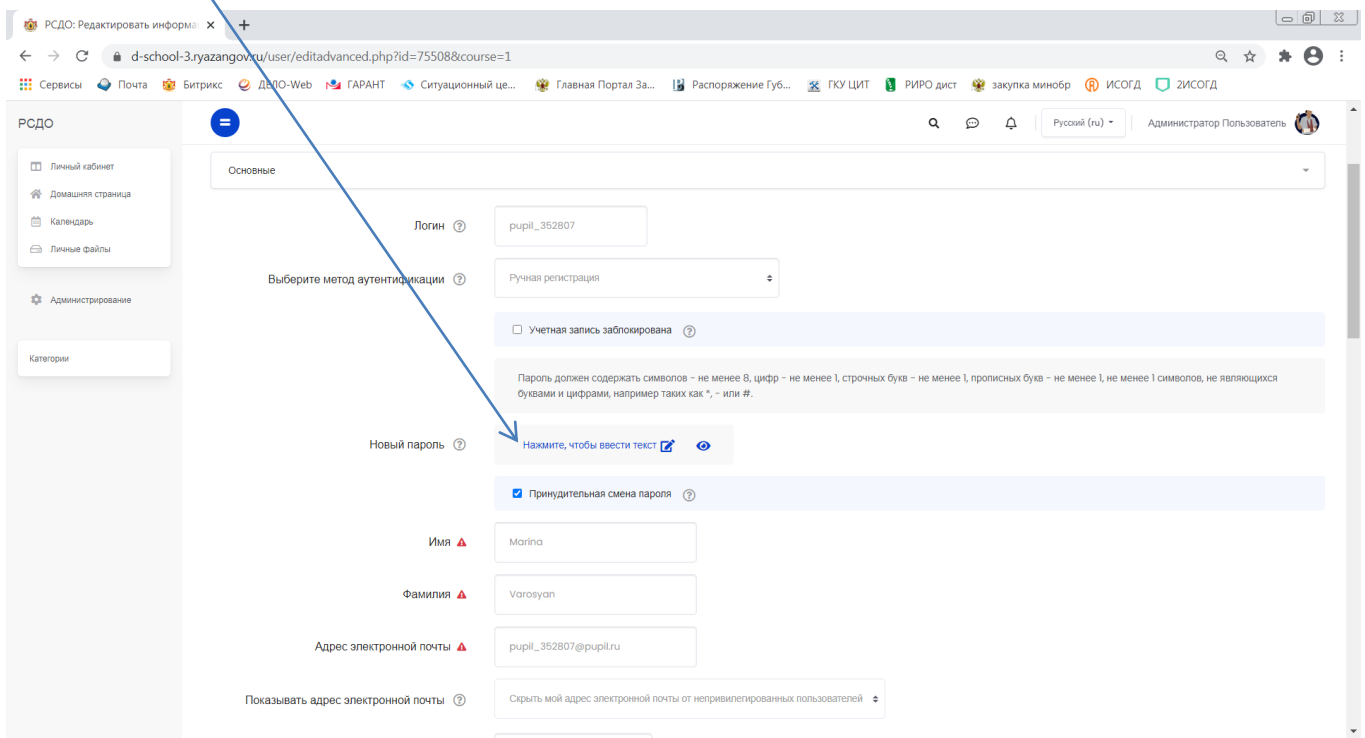 РСДО: Редактировать информа
d-school-3.ryazangov.ru/user/editadvanced.php?id=75508&course=1
Сервисы Почта Битрикс ДЕЛО-Web ГАРАНТ Ситуационный це... Главная Портал За... Распоряжение Губ... ГКУ ЦИТ РИРО дист закупка минобр ИСОГД 2ИСОГД
РСДО
Русский (ru) Администратор Пользователь
Личный кабинет
Домашняя страница
Календарь
Личные файлы
Администрирование
Категории
Основные
Логин pupil_352807
Выберите метод аутентификации Ручная регистрация
Учетная запись заблокирована
Пароль должен содержать символов - не менее 8, цифр - не менее 1, строчных букв - не менее 1, прописных букв - не менее 1, не менее 1 символов, не являющихся
буквами и цифрами, например таких как *, - или #.
Новый пароль Нажмите, чтобы ввести текст
Принудительная смена пароля
Имя Marina
Фамилия Varosyan
Адрес электронной почты pupil_352807@pupil.ru
Показывать адрес электронной почты Скрыть мой адрес электронной почты от непривилегированных пользователей